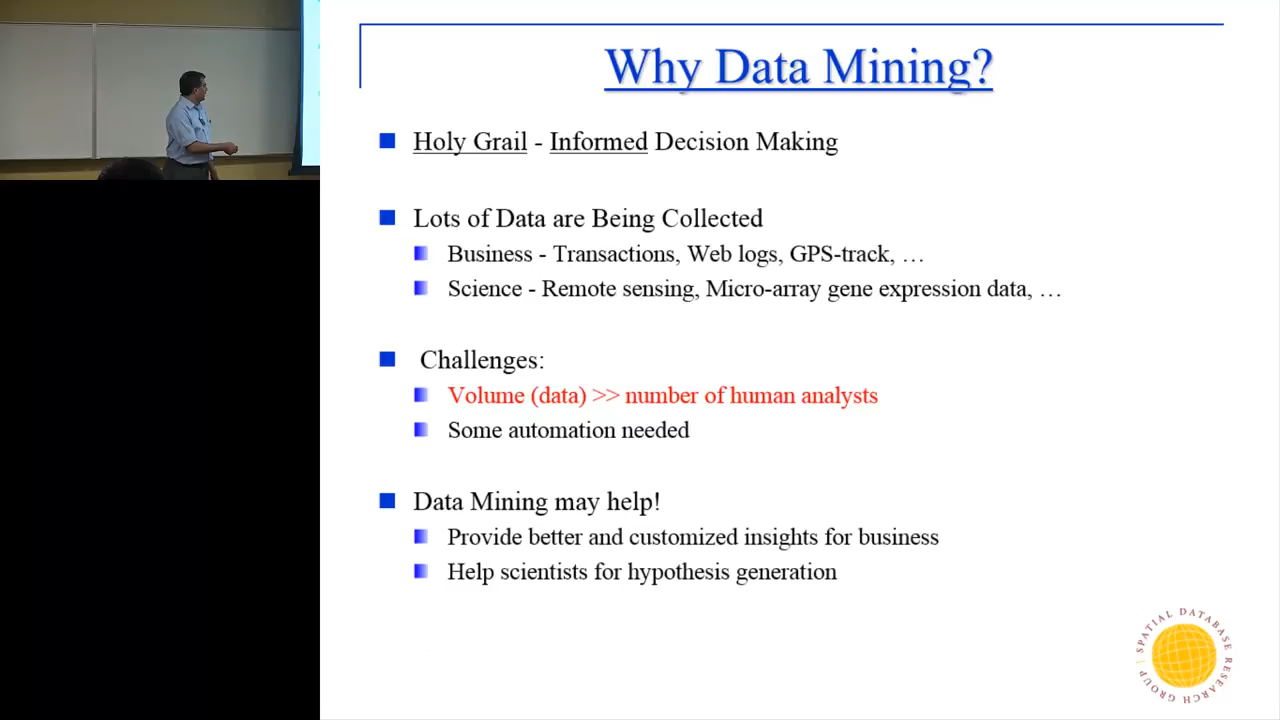 Why Data Mining?
Holy Grail - Informed Decision Making
Lots of Data are Being Collected
Business - Transactions, Web logs, GPS-track, …
Science - Remote sensing, Micro-array gene expression data, …
Challenges:
Volume (data) >> number of human analysts
Some automation needed
Data Mining may help!
Provide better and customized insights for business
Help scientists for hypothesis generation
SPATIAL DATABASE RESEARCH GROUP